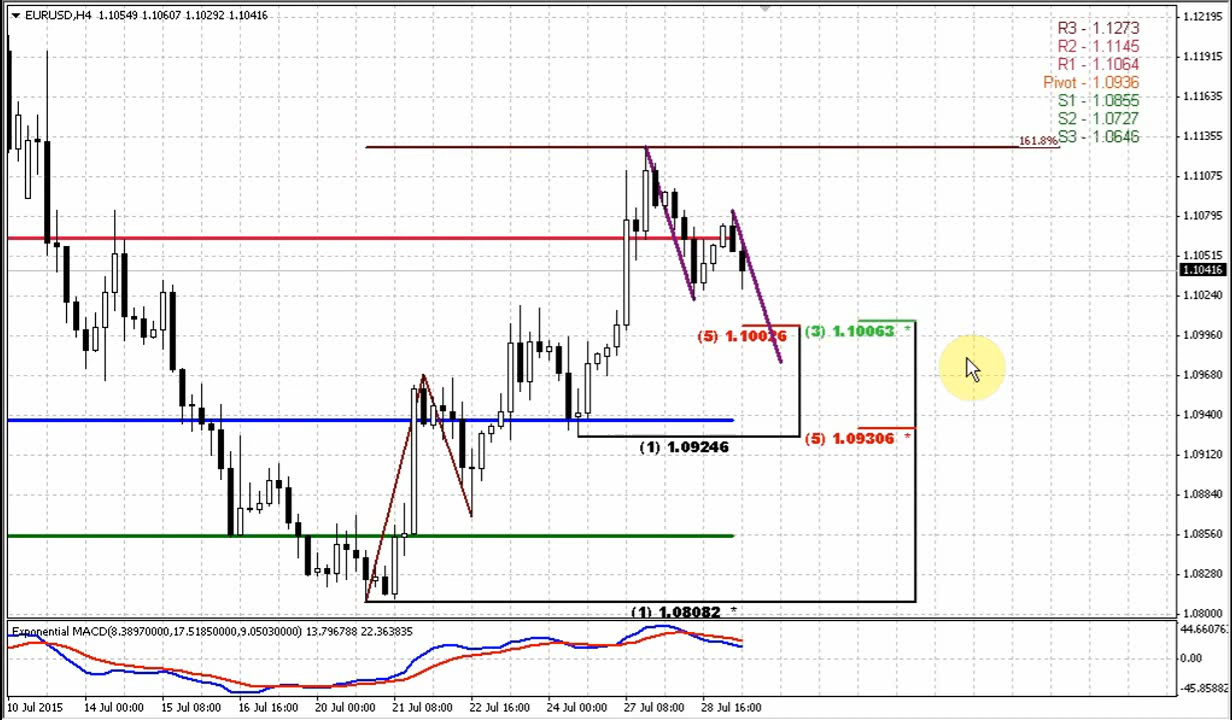 EURUSD,H4 1.10549 1.10607 1.10292 1.10416
R3 - 1.1273
R2 - 1.1145
R1 - 1.1064
Pivot - 1.0936
S1 - 1.0855
S2 - 1.0727
S3 - 1.0646
161.8%
1.12195
1.11915
1.11635
1.11355
1.11075
1.10795
1.10515
1.10416
1.10240
1.09960
1.09680
1.09400
1.09120
1.08840
1.08560
1.08280
1.08000
(5) 1.10026
(3) 1.10063 *
(1) 1.09246
(5) 1.09306 *
(1) 1.08082 *
Exponential MACD(8.38970000,17.51850000,9.05030000) 13.796788 22.363835
0.00
10 Jul 2015
14 Jul 00:00
15 Jul 08:00
16 Jul 16:00
20 Jul 00:00
21 Jul 08:00
22 Jul 16:00
24 Jul 00:00
27 Jul 08:00
28 Jul 16:00